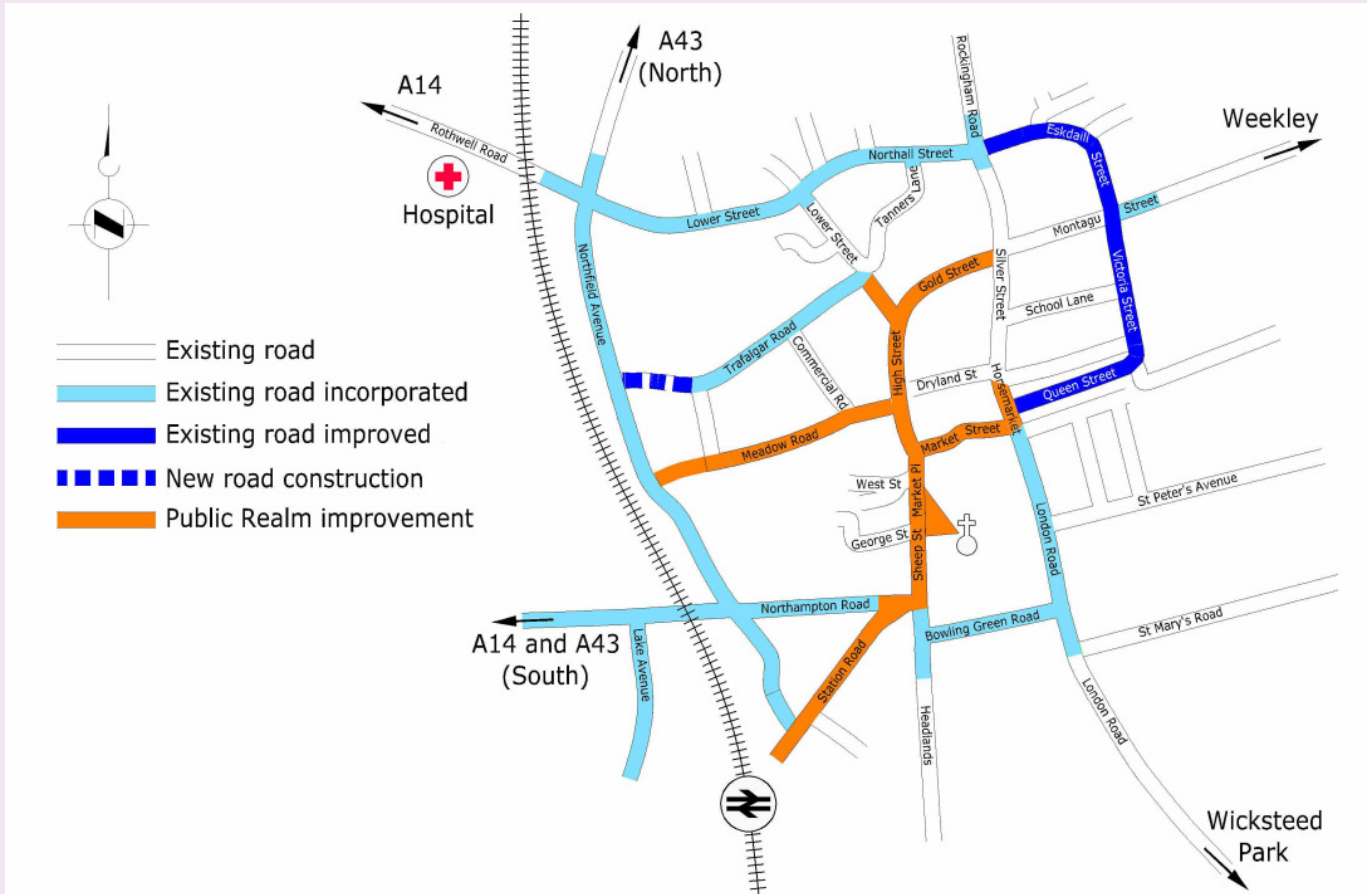 A14
A43
(North)
Rothwell Road
Hospital
Rockingham Road
Weekley
Eskdaill
Street
Northall Street
Lower Street
Lower Street
Tanners Lane
Montagu
Street
Gold Street
Silver Street
School Lane
Victoria Street
Northfield Avenue
Trafalgar Road
Commercial Rd
High Street
Dryland St
Horsemarket
Queen Street
Market
Street
Meadow Road
West St
Market Pl
George St
Sheep St
St Peter's Avenue
London Road
Existing road
Existing road incorporated
Existing road improved
New road construction
Public Realm improvement
Northampton Road
Bowling Green Road
St Mary's Road
A14 and A43
(South)
Lake Avenue
Station Road
Headlands
London Road
Wicksteed
Park